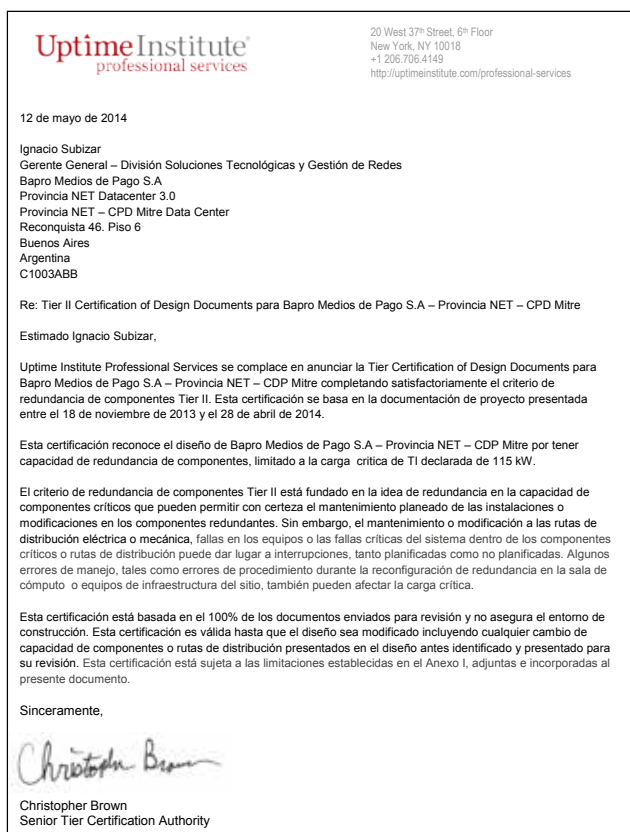 Uptime Institute®
professional services
20 West 37th Street, 6th Floor
New York, NY 10018
+1 206.706.4149
http://uptimeinstitute.com/professional-services
12 de mayo de 2014
Ignacio Subizar
Gerente General – División Soluciones Tecnológicas y Gestión de Redes
Bapro Medios de Pago S.A
Provincia NET Datacenter 3.0
Provincia NET – CPD Mitre Data Center
Reconquista 46. Piso 6
Buenos Aires
Argentina
C1003ABB
Re: Tier II Certification of Design Documents para Bapro Medios de Pago S.A – Provincia NET – CPD Mitre
Estimado Ignacio Subizar,
Uptime Institute Professional Services se complace en anunciar la Tier Certification of Design Documents para
Bapro Medios de Pago S.A – Provincia NET – CDP Mitre completando satisfactoriamente el criterio de
redundancia de componentes Tier II. Esta certificación se basa en la documentación de proyecto presentada
entre el 18 de noviembre de 2013 y el 28 de abril de 2014.
Esta certificación reconoce el diseño de Bapro Medios de Pago S.A – Provincia NET – CDP Mitre por tener
capacidad de redundancia de componentes, limitado a la carga critica de TI declarada de 115 kW.
El criterio de redundancia de componentes Tier II está fundado en la idea de redundancia en la capacidad de
componentes críticos que pueden permitir con certeza el mantenimiento planeado de las instalaciones o
modificaciones en los componentes redundantes. Sin embargo, el mantenimiento o modificación a las rutas de
distribución eléctrica o mecánica, fallas en los equipos o las fallas críticas del sistema dentro de los componentes
críticos o rutas de distribución puede dar lugar a interrupciones, tanto planificadas como no planificadas. Algunos
errores de manejo, tales como errores de procedimiento durante la reconfiguración de redundancia en la sala de
cómputo o equipos de infraestructura del sitio, también pueden afectar la carga crítica.
Esta certificación está basada en el 100% de los documentos enviados para revisión y no asegura el entorno de
construcción. Esta certificación es válida hasta que el diseño sea modificado incluyendo cualquier cambio de
capacidad de componentes o rutas de distribución presentados en el diseño antes identificado y presentado para
su revisión. Esta certificación está sujeta a las limitaciones establecidas en el Anexo I, adjuntas e incorporadas al
presente documento.
Sinceramente,
Christopher Brown
Christopher Brown
Senior Tier Certification Authority